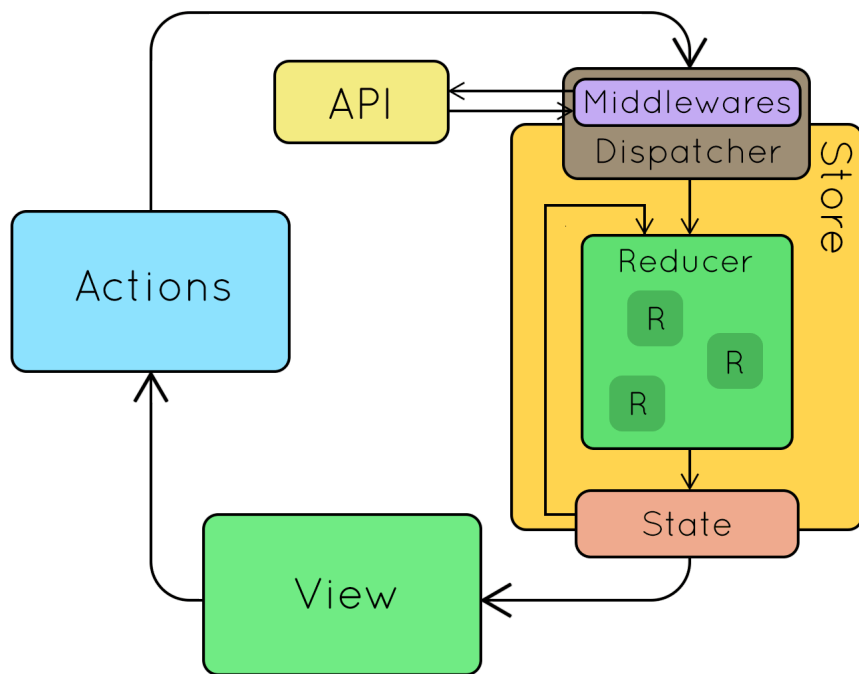 API
Middlewares
Dispatcher
Store
Actions
Reducer
R
R
R
State
View